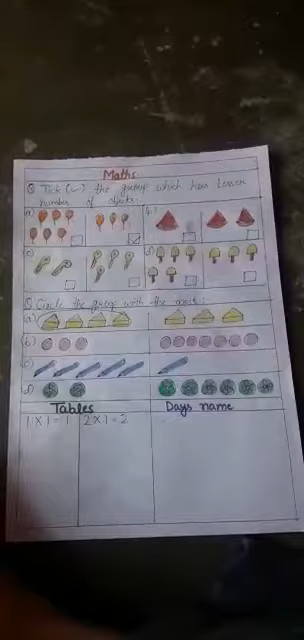 Maths
Q Tick (✓) the group which has lesser
number of objects:
a)
b)
c)
d)
Q Circle the group with the most:
(a)
(b)
(c)
(d)
Tables
Days name
1 X 1 = 1
2 X 1 = 2